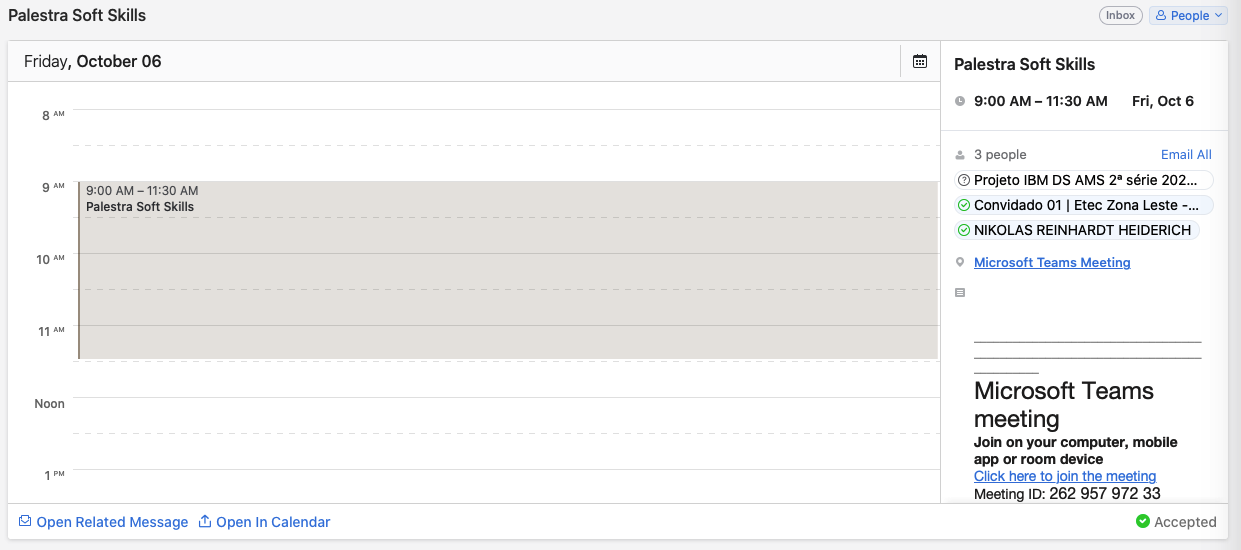 Palestra Soft Skills
Inbox
People
Friday, October 06
8 AM
9 AM
9:00 AM – 11:30 AM
Palestra Soft Skills
10 AM
11 AM
Noon
1 PM
Palestra Soft Skills
9:00 AM – 11:30 AM Fri, Oct 6
3 people Email All
Projeto IBM DS AMS 2ª série 202...
Convidado 01 | Etec Zona Leste -...
NIKOLAS REINHARDT HEIDERICH
Microsoft Teams Meeting
Microsoft Teams
meeting
Join on your computer, mobile
app or room device
Click here to join the meeting
Meeting ID: 262 957 972 33
Open Related Message Open In Calendar
Accepted